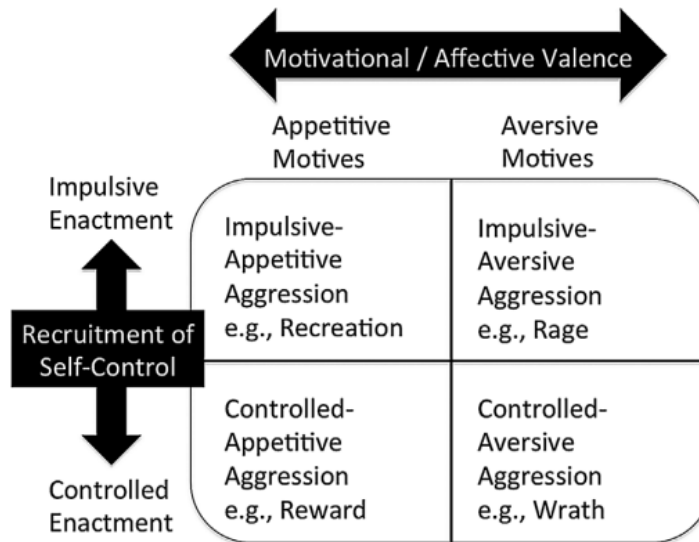 Motivational / Affective Valence
Appetitive
Motives
Aversive
Motives
Impulsive
Enactment
Recruitment of
Self-Control
Controlled
Enactment
Impulsive-
Appetitive
Aggression
e.g., Recreation
Impulsive-
Aversive
Aggression
e.g., Rage
Controlled-
Appetitive
Aggression
e.g., Reward
Controlled-
Aversive
Aggression
e.g., Wrath